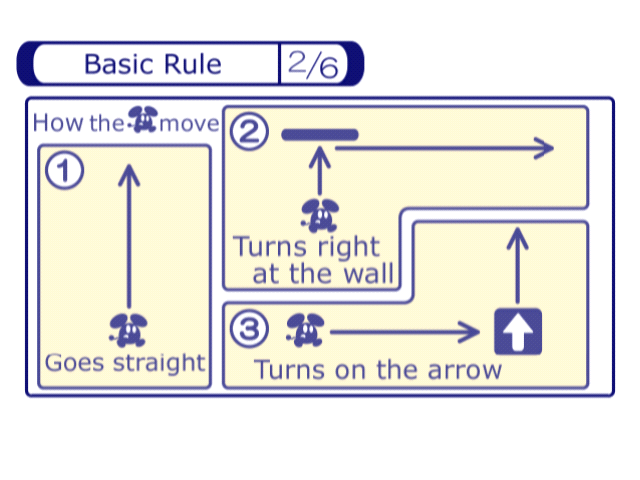 Basic Rule 2/6
How the move
1
Goes straight
2
Turns right
at the wall
3
Turns on the arrow